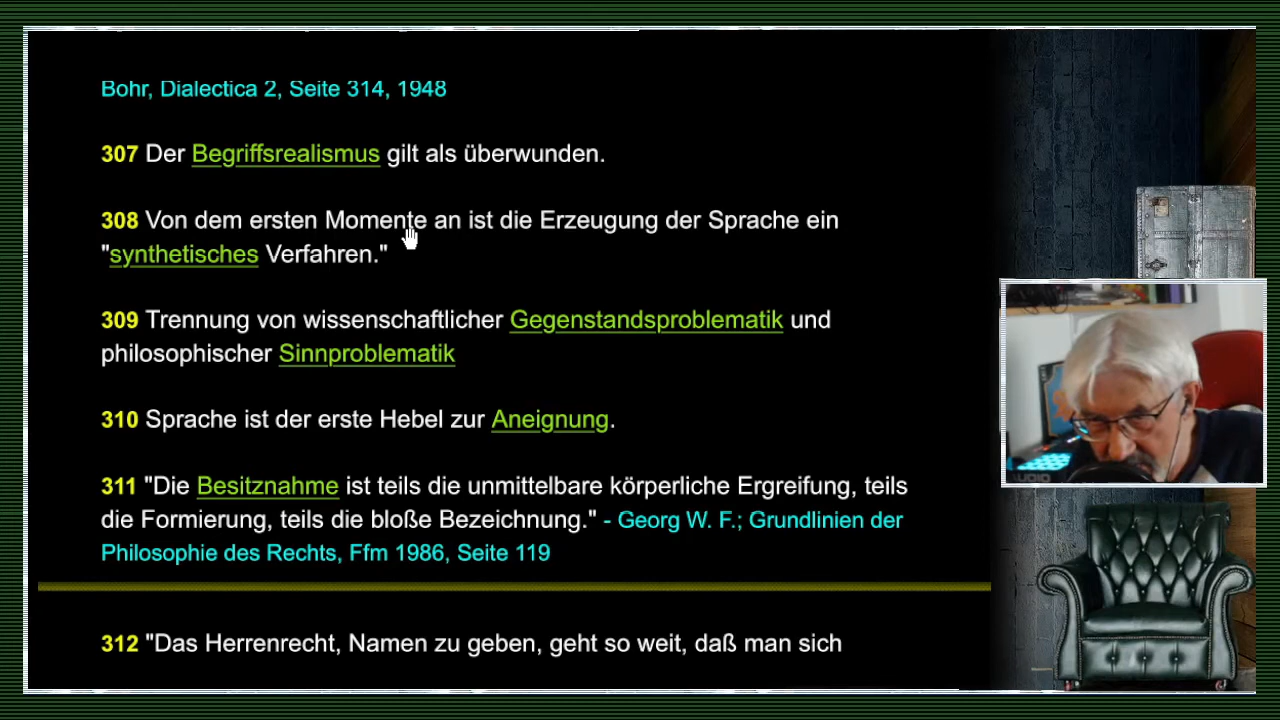 Bohr, Dialectica 2, Seite 314, 1948
307 Der Begriffsrealismus gilt als überwunden.
308 Von dem ersten Momente an ist die Erzeugung der Sprache ein
"synthetisches Verfahren."
309 Trennung von wissenschaftlicher Gegenstandsproblematik und
philosophischer Sinnproblematik
310 Sprache ist der erste Hebel zur Aneignung.
311 "Die Besitznahme ist teils die unmittelbare körperliche Ergreifung, teils
die Formierung, teils die bloße Bezeichnung." - Georg W. F.; Grundlinien der
Philosophie des Rechts, Ffm 1986, Seite 119
312 "Das Herrenrecht, Namen zu geben, geht so weit, daß man sich
AUDIO